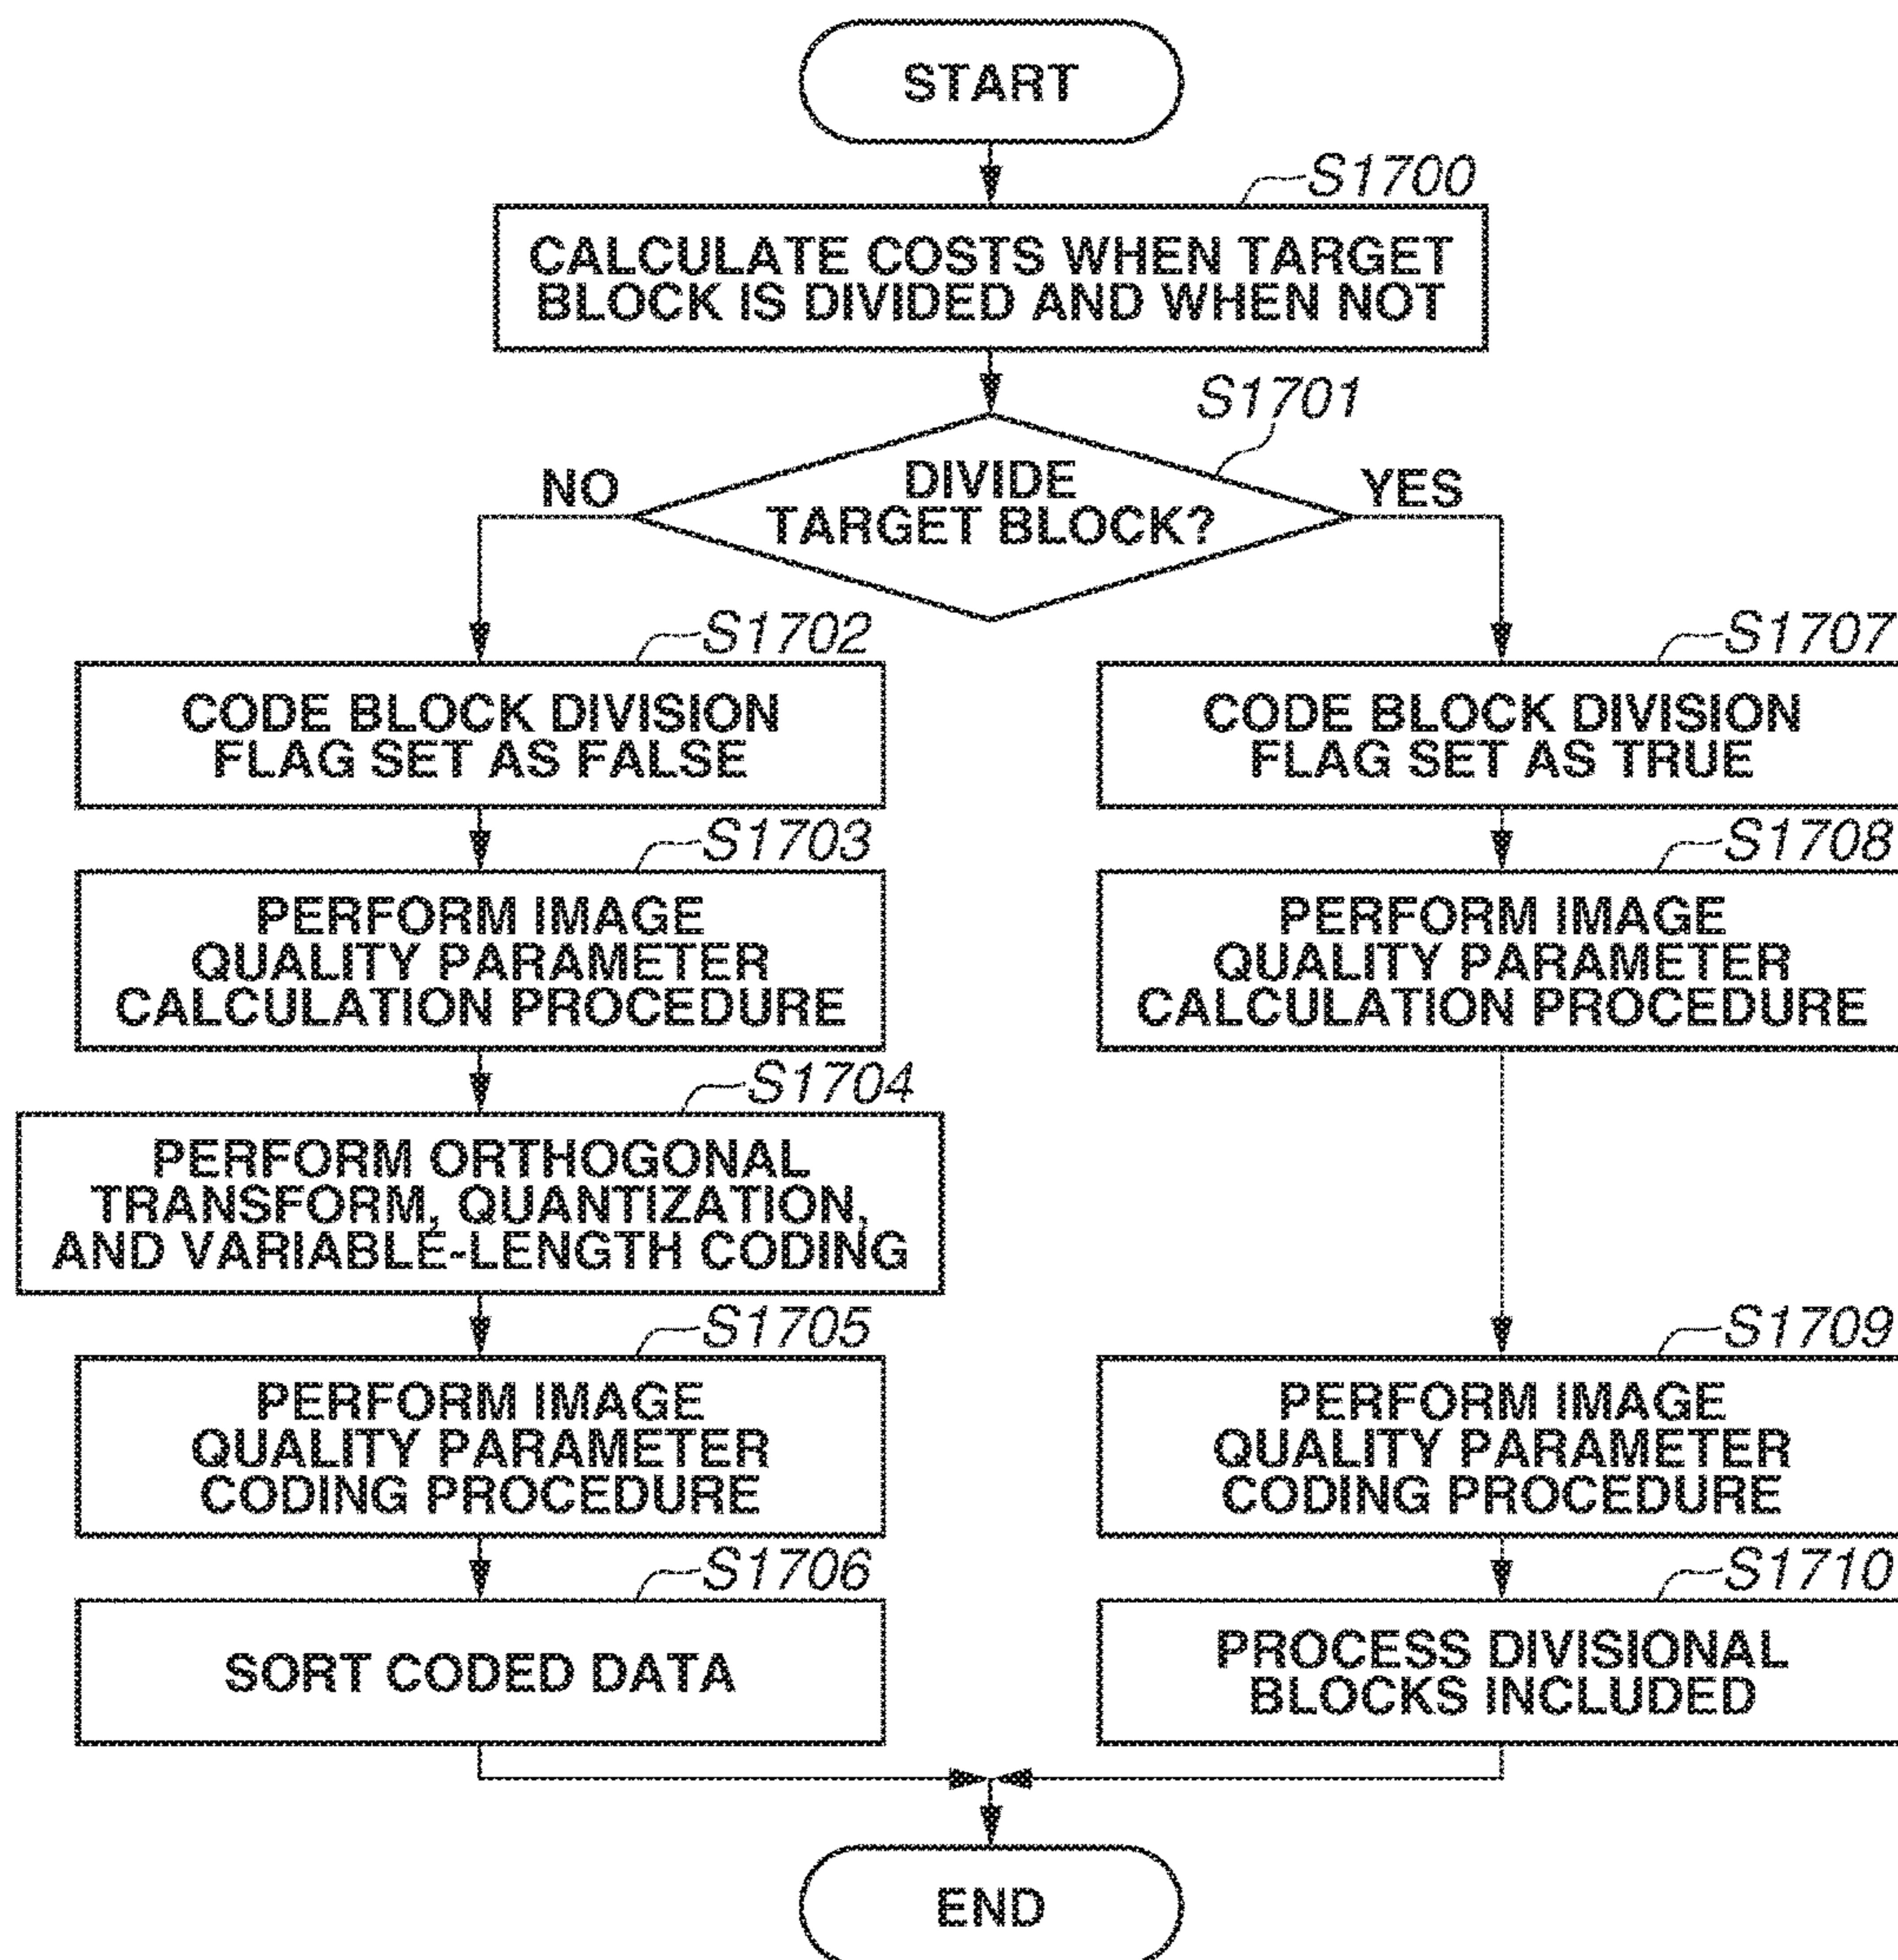 START
S1700
CALCULATE COSTS WHEN TARGET
BLOCK IS DIVIDED AND WHEN NOT
S1701
DIVIDE
TARGET BLOCK?
NO
YES
S1702
CODE BLOCK DIVISION
FLAG SET AS FALSE
S1703
PERFORM IMAGE
QUALITY PARAMETER
CALCULATION PROCEDURE
S1704
PERFORM ORTHOGONAL
TRANSFORM, QUANTIZATION,
AND VARIABLE-LENGTH CODING
S1705
PERFORM IMAGE
QUALITY PARAMETER
CODING PROCEDURE
S1706
SORT CODED DATA
S1707
CODE BLOCK DIVISION
FLAG SET AS TRUE
S1708
PERFORM IMAGE
QUALITY PARAMETER
CALCULATION PROCEDURE
S1709
PERFORM IMAGE
QUALITY PARAMETER
CODING PROCEDURE
S1710
PROCESS DIVISIONAL
BLOCKS INCLUDED
END